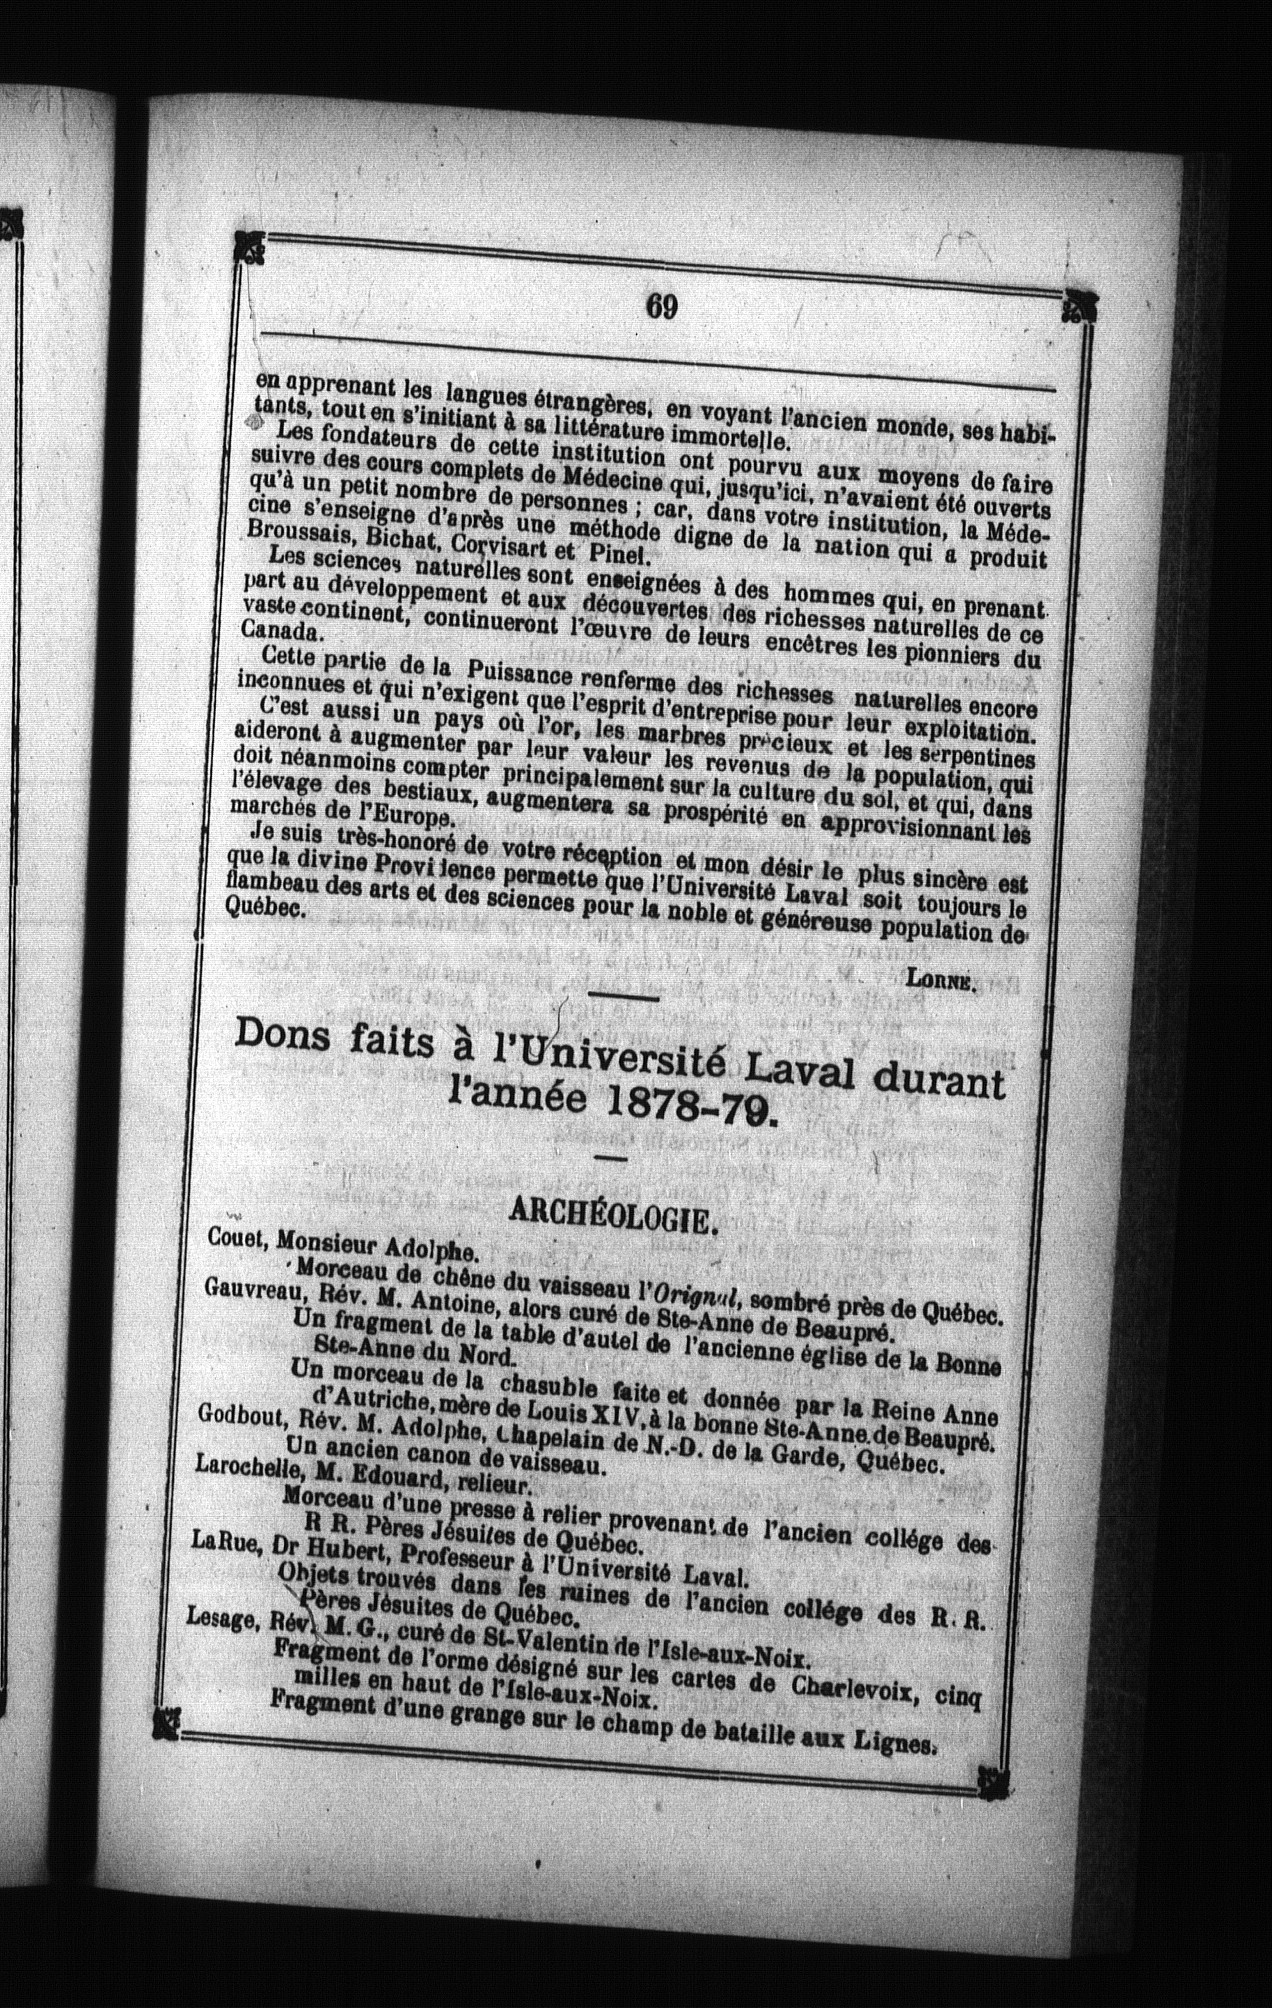 69
en apprenant les langues étrangères, en voyant l'ancien monde, ses habi-
tants, tout en s'initiant à sa littérature immortelle.
Les fondateurs de cette institution ont pourvu aux moyens de faire
suivre des cours complets de Médecine qui, jusqu'ici, n'avaient été ouverts
qu'à un petit nombre de personnes ; car, dans votre institution, la Méde-
cine s'enseigne d'après une méthode digne de la nation qui a produit
Broussais, Bichat, Corvisart et Pinel.
Les sciences naturelles sont enseignées à des hommes qui, en prenant
part au développement et aux découvertes des richesses naturelles de ce
vaste continent, continueront l'œuvre de leurs encêtres les pionniers du
Canada.
Cette partie de la Puissance renferme des richesses naturelles encore
inconnues et qui n'exigent que l'esprit d'entreprise pour leur exploitation.
C'est aussi un pays où l'or, les marbres précieux et les serpentines
aideront à augmenter par leur valeur les revenus de la population, qui
doit néanmoins compter principalement sur la culture du sol, et qui, dans
l'élevage des bestiaux, augmentera sa prospérité en approvisionnant les
marchés de l'Europe.
Je suis très-honoré de votre réception et mon désir le plus sincère est
que la divine Providence permette que l'Université Laval soit toujours le
flambeau des arts et des sciences pour la noble et généreuse population de
Québec.
LORNE.
Dons faits à l'Université Laval durant
l'année 1878-79.
ARCHÉOLOGIE.
Couet, Monsieur Adolphe.
Morceau de chêne du vaisseau l'Orignal, sombré près de Québec.
Gauvreau, Rév. M. Antoine, alors curé de Ste-Anne de Beaupré.
Un fragment de la table d'autel de l'ancienne église de la Bonne
Ste-Anne du Nord.
Un morceau de la chasuble faite et donnée par la Reine Anne
d'Autriche, mère de Louis XIV, à la bonne Ste-Anne de Beaupré.
Godbout, Rév. M. Adolphe, Chapelain de N.-D. de la Garde, Québec.
Un ancien canon de vaisseau.
Larochelle, M. Edouard, relieur.
Morceau d'une presse à relier provenant de l'ancien collége des
R R. Pères Jésuites de Québec.
LaRue, Dr Hubert, Professeur à l'Université Laval.
Objets trouvés dans les ruines de l'ancien collége des R. R.
Pères Jésuites de Québec.
Lesage, Rév. M. G., curé de St-Valentin de l'Isle-aux-Noix.
Fragment de l'orme désigné sur les cartes de Charlevoix, cinq
milles en haut de l'Isle-aux-Noix.
Fragment d'une grange sur le champ de bataille aux Lignes.